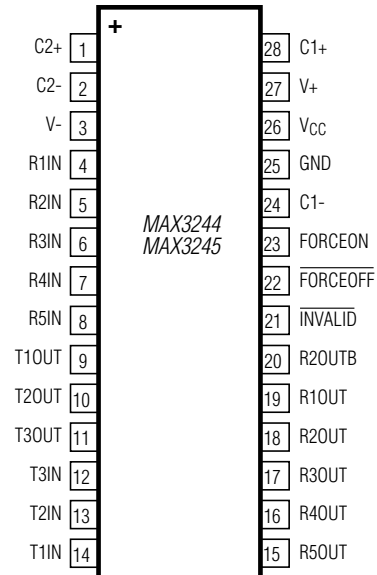 +
C2+ 1 28 C1+
C2- 2 27 V+
V- 3 26 VCC
R1IN 4 25 GND
R2IN 5 24 C1-
MAX3244
MAX3245
R3IN 6 23 FORCEON
R4IN 7 22 FORCEOFF
R5IN 8 21 INVALID
T1OUT 9 20 R2OUTB
T2OUT 10 19 R1OUT
T3OUT 11 18 R2OUT
T3IN 12 17 R3OUT
T2IN 13 16 R4OUT
T1IN 14 15 R5OUT